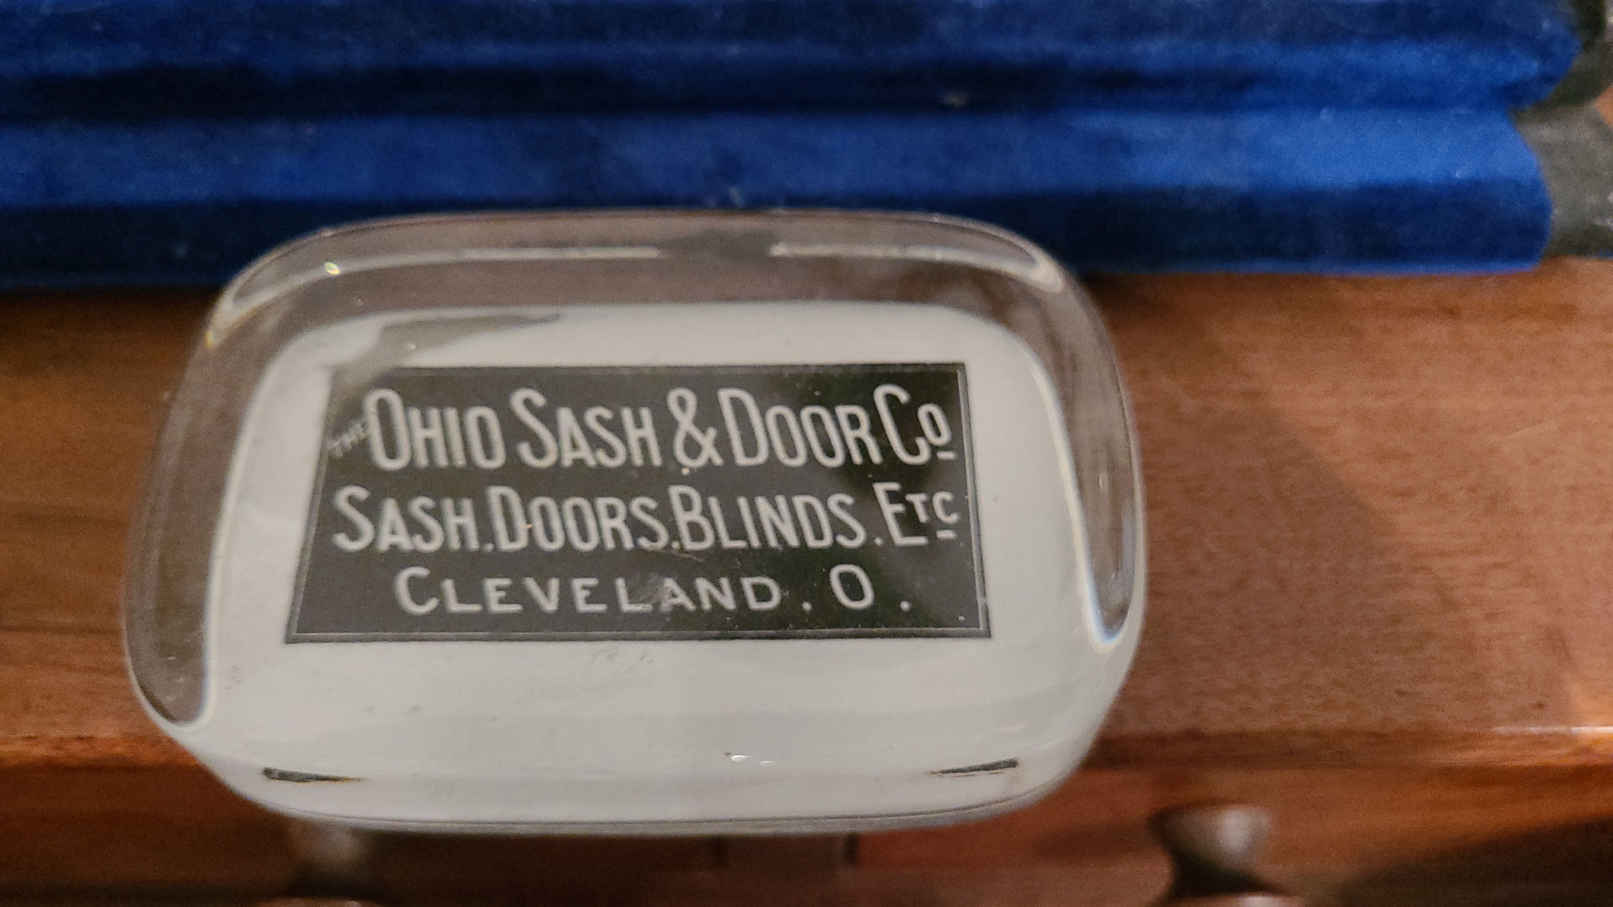 THE OHIO SASH & DOOR CO
SASH. DOORS. BLINDS. ETC
CLEVELAND. O.